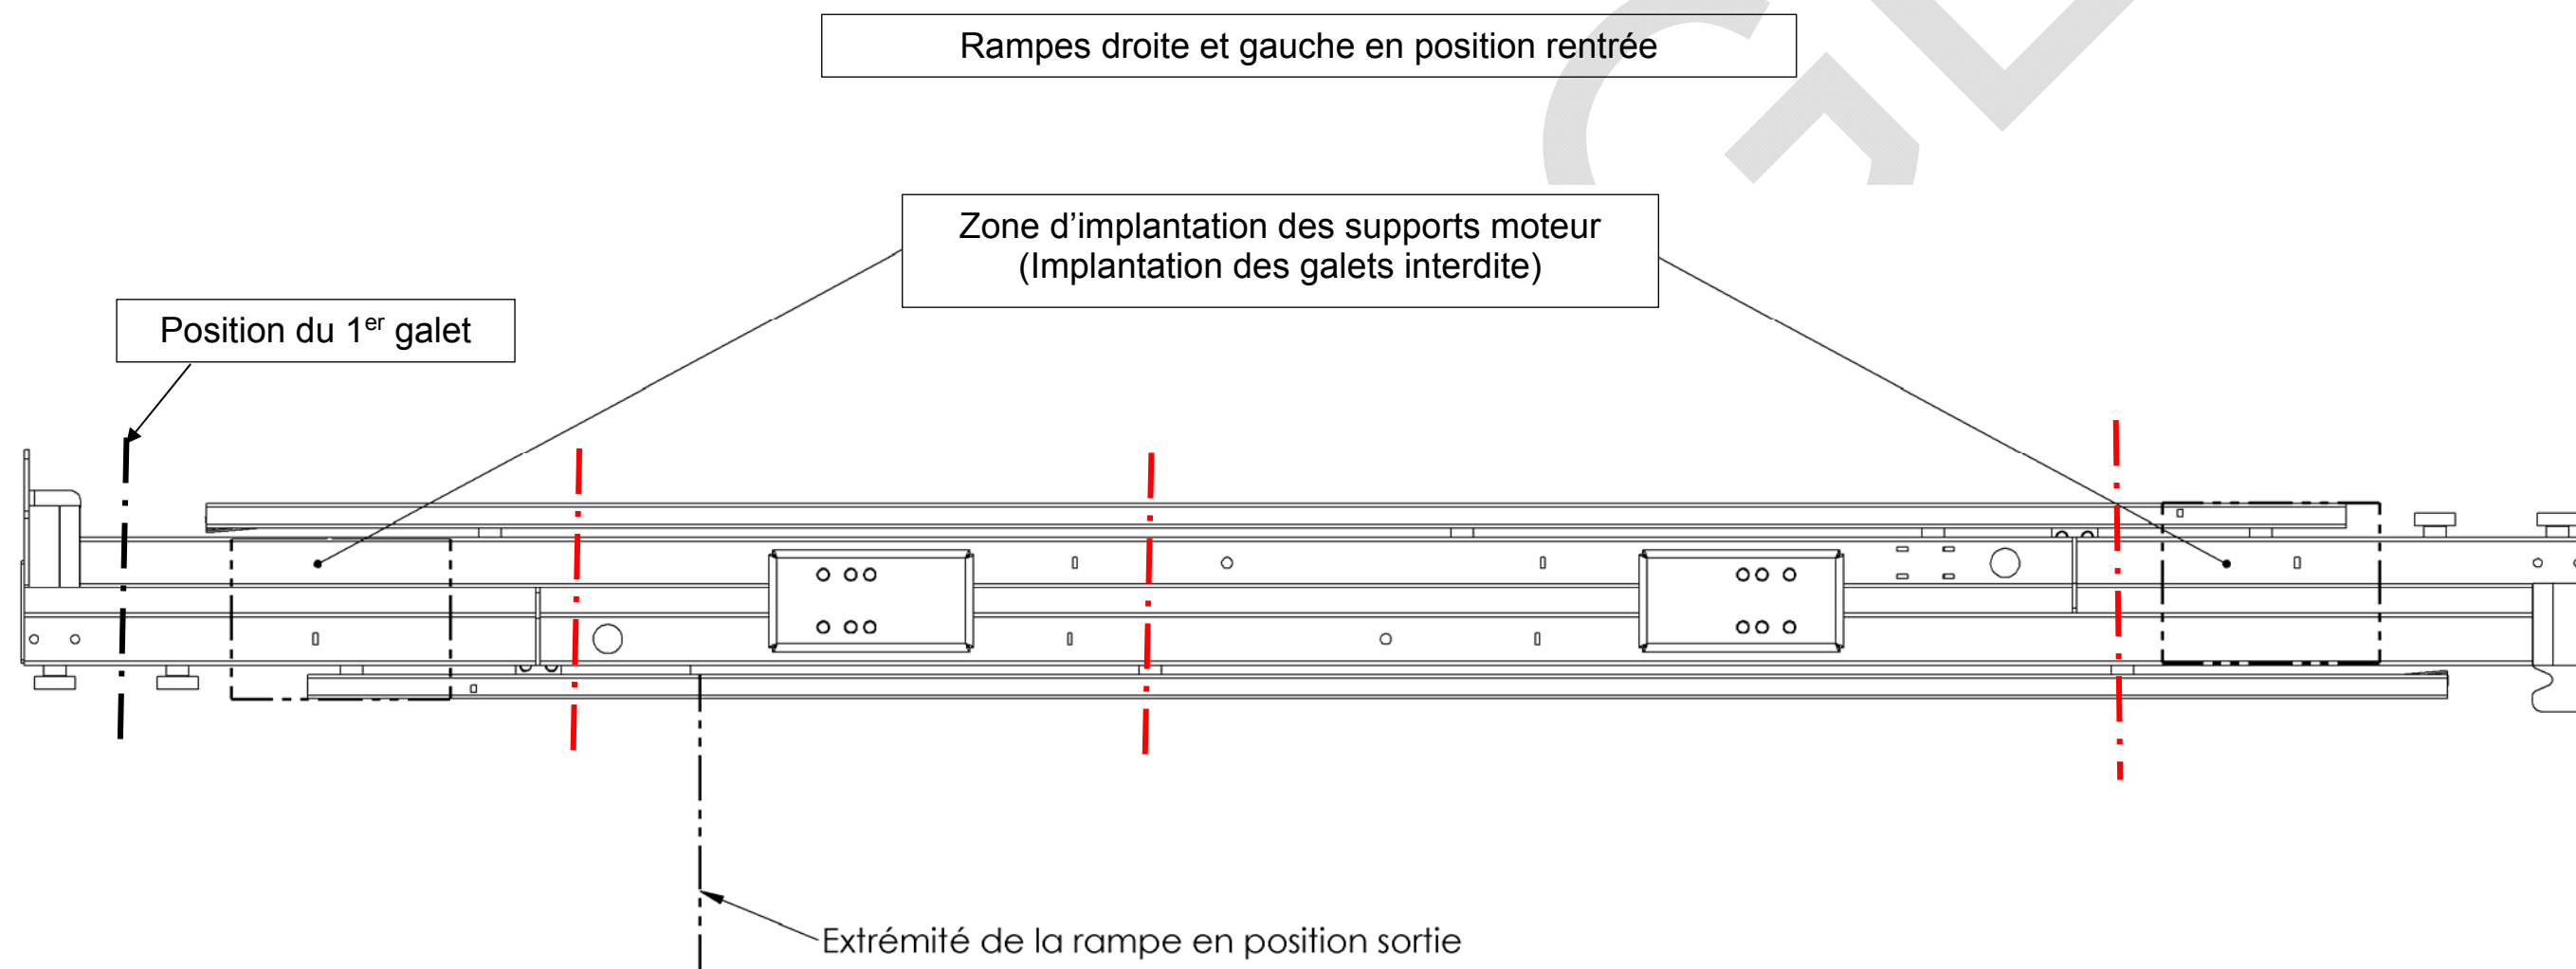 Rampes droite et gauche en position rentrée
Zone d’implantation des supports moteur
(Implantation des galets interdite)
Position du 1er galet
Extrémité de la rampe en position sortie